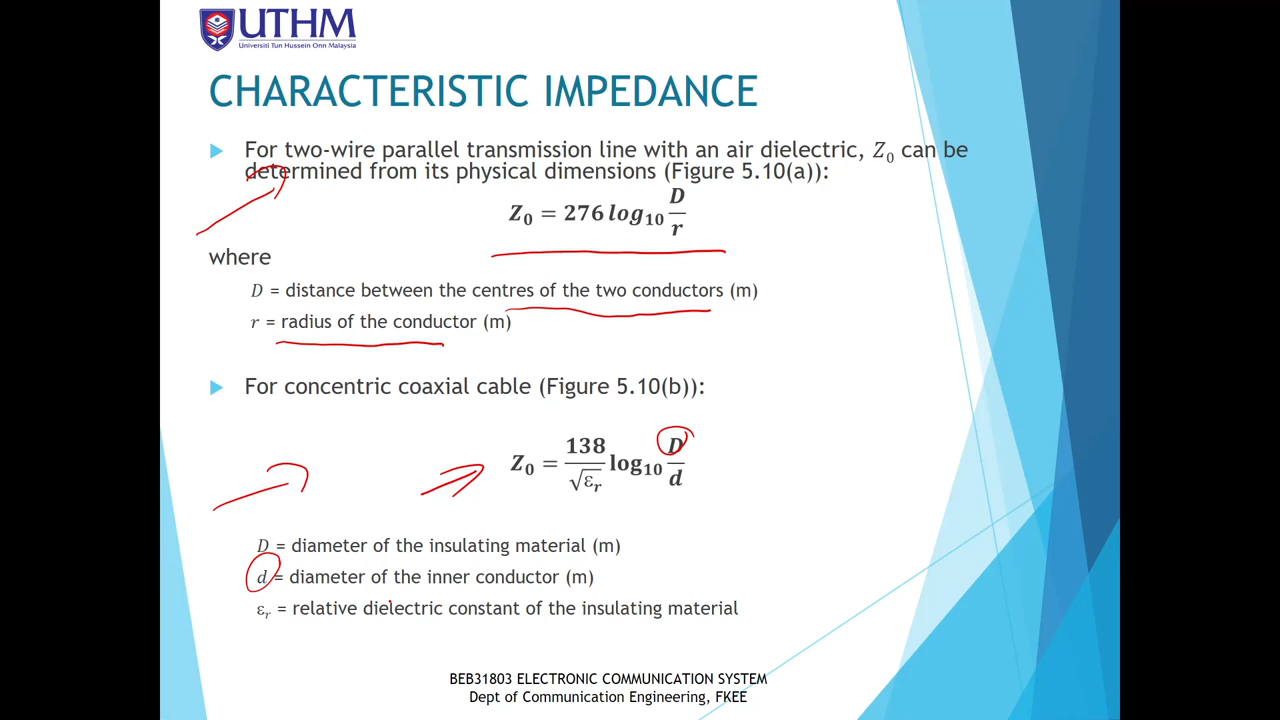 UTHM
Universiti Tun Hussein Onn Malaysia
CHARACTERISTIC IMPEDANCE
For two-wire parallel transmission line with an air dielectric, Z₀ can be
determined from its physical dimensions (Figure 5.10(a)):
Z₀ = 276 log₁₀ D/r
where
D = distance between the centres of the two conductors (m)
r = radius of the conductor (m)
For concentric coaxial cable (Figure 5.10(b)):
Z₀ = 138/√εᵣ log₁₀ D/d
D = diameter of the insulating material (m)
d = diameter of the inner conductor (m)
εᵣ = relative dielectric constant of the insulating material
BEB31803 ELECTRONIC COMMUNICATION SYSTEM
Dept of Communication Engineering, FKEE